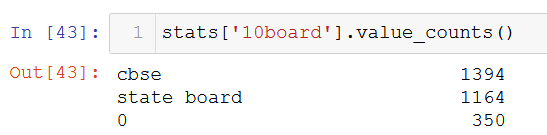 In [43]: 1 stats['10board'].value_counts()
Out[43]: cbse 1394
state board 1164
0 350